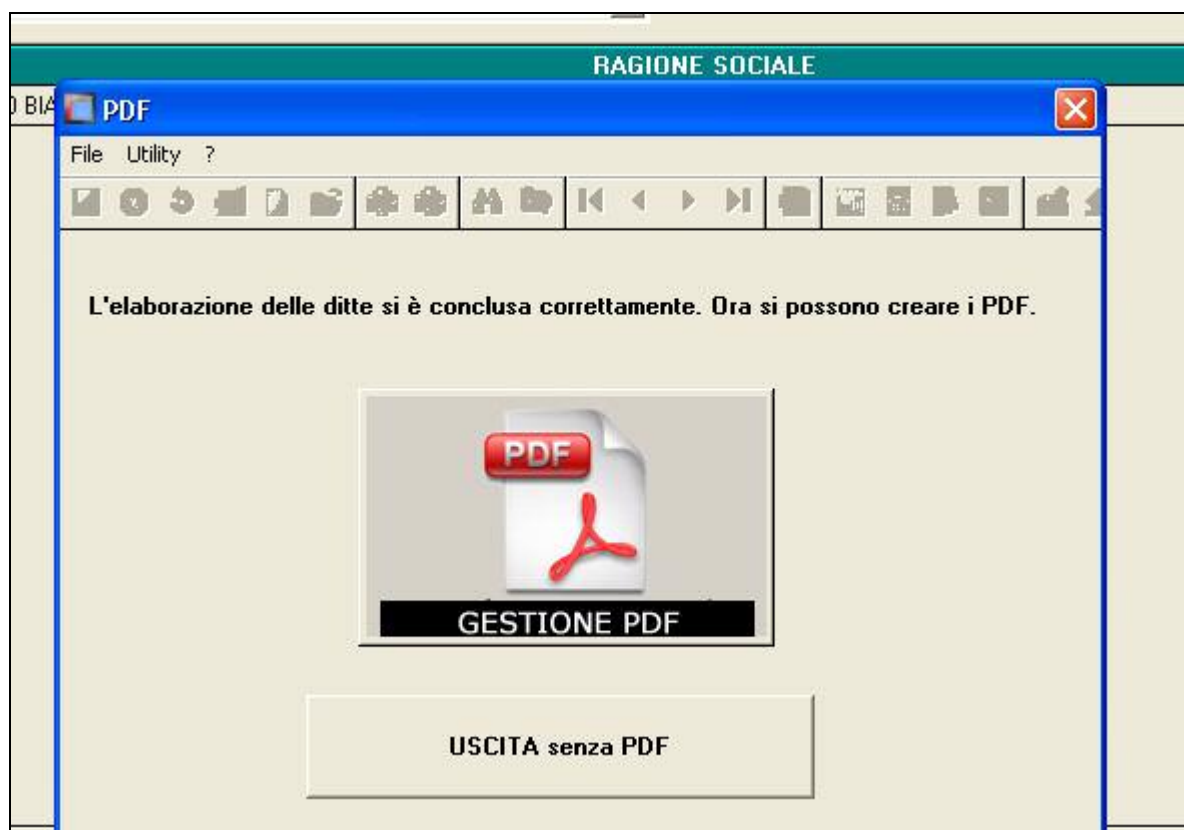 RAGIONE SOCIALE
PDF
File Utility ?
L'elaborazione delle ditte si è conclusa correttamente. Ora si possono creare i PDF.
PDF
GESTIONE PDF
USCITA senza PDF